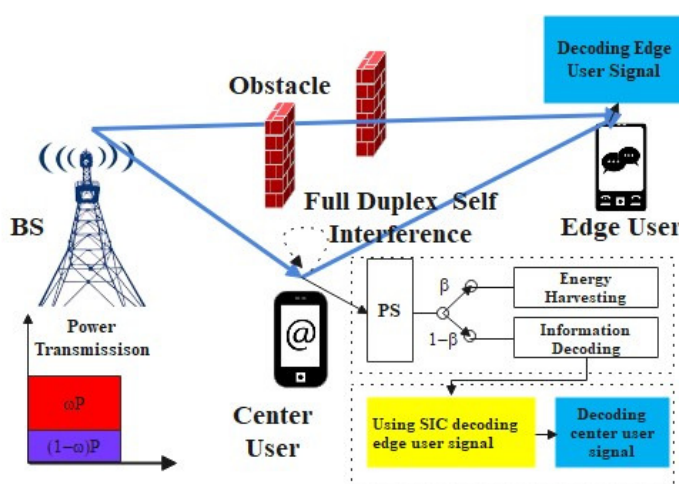 Decoding Edge
User Signal
Obstacle
BS
Full Duplex Self
Interference
Edge User
Power
Transmissison
ωP
(1−ω)P
@
Center
User
PS
β
1−β
Energy
Harvesting
Information
Decoding
Using SIC decoding
edge user signal
Decoding
center user
signal